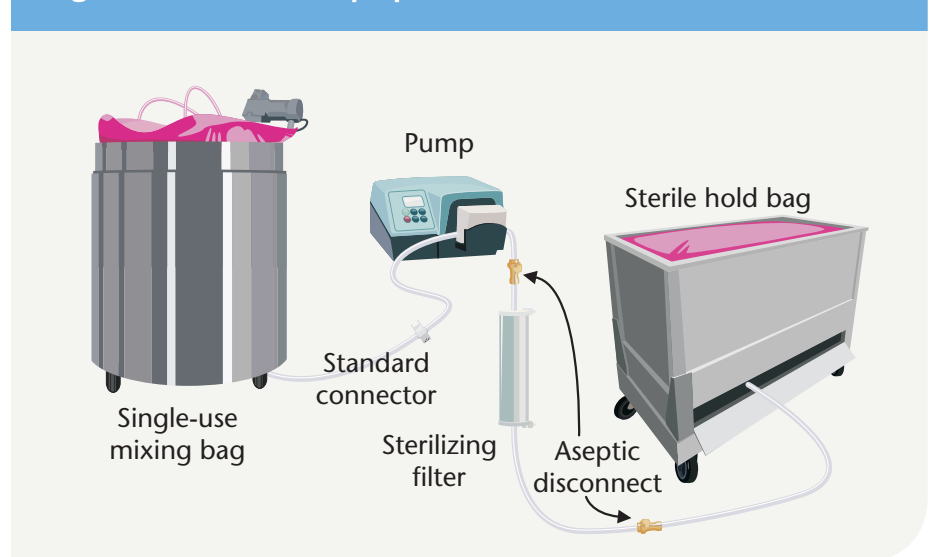 Pump
Sterile hold bag
Standard
connector
Single-use
mixing bag
Sterilizing
filter
Aseptic
disconnect